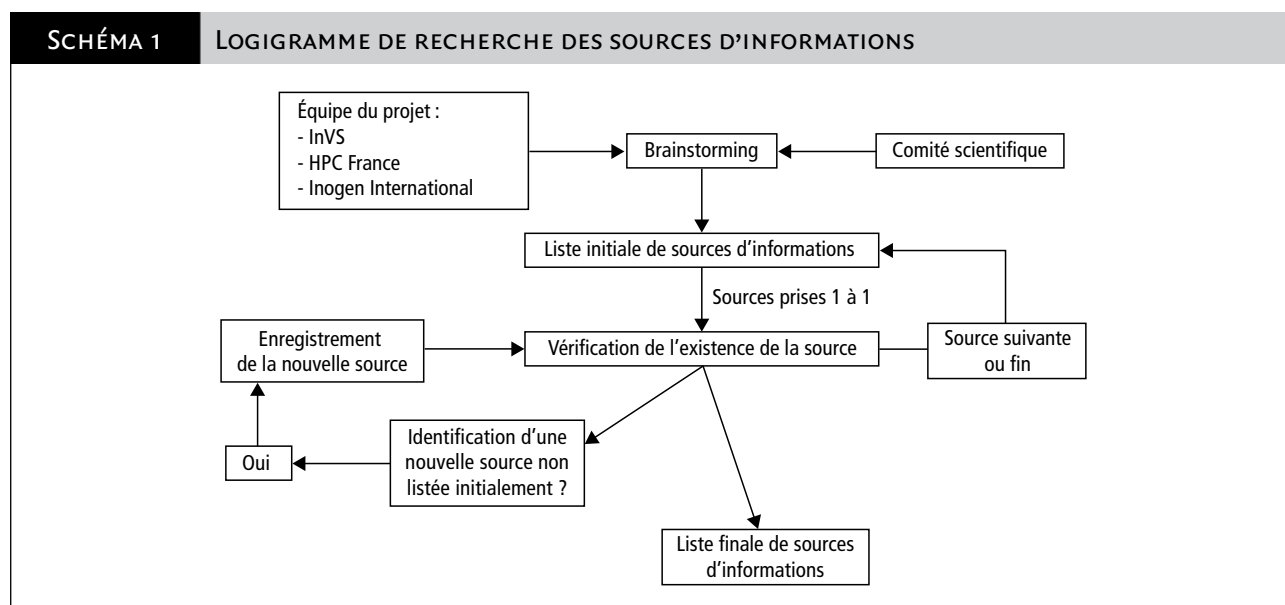 SCHÉMA 1 LOGIGRAMME DE RECHERCHE DES SOURCES D'INFORMATIONS
Équipe du projet :
- InVS
- HPC France
- Inogen International
Brainstorming
Comité scientifique
Liste initiale de sources d'informations
Sources prises 1 à 1
Enregistrement
de la nouvelle source
Vérification de l'existence de la source
Source suivante
ou fin
Identification d'une
nouvelle source non
listée initialement ?
Oui
Liste finale de sources
d'informations